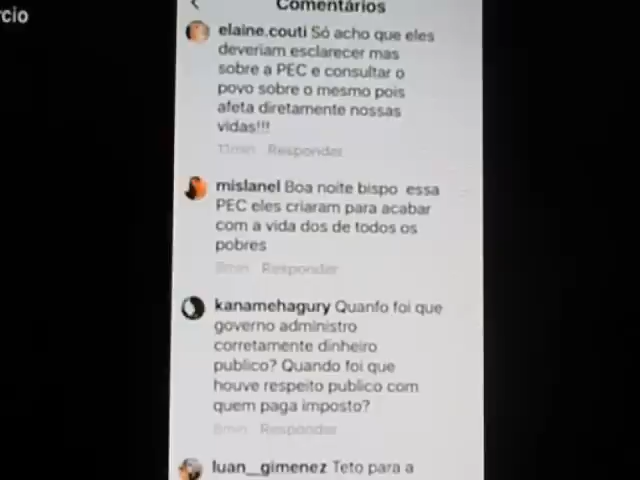 rcio
Comentários
elaine.couti Só acho que eles
deveriam esclarecer mas
sobre a PEC e consultar o
povo sobre o mesmo pois
afeta diretamente nossas
vidas!!!
11min Responder
mislanel Boa noite bispo essa
PEC eles criaram para acabar
com a vida dos de todos os
pobres
Responder
kanamehagury Quanfo foi que
governo administro
corretamente dinheiro
publico? Quando foi que
houve respeito publico com
quem paga imposto?
Responder
luan__gimenez Teto para a